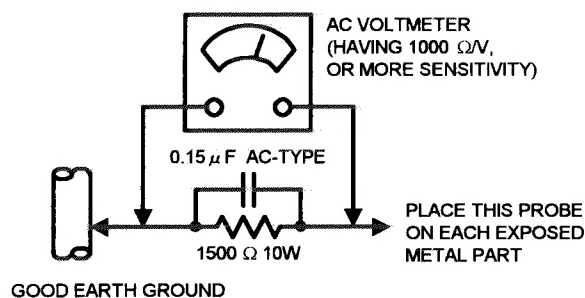 AC VOLTMETER
(HAVING 1000 Ω/V,
OR MORE SENSITIVITY)
0.15 μF AC-TYPE
1500 Ω 10W
PLACE THIS PROBE
ON EACH EXPOSED
METAL PART
GOOD EARTH GROUND